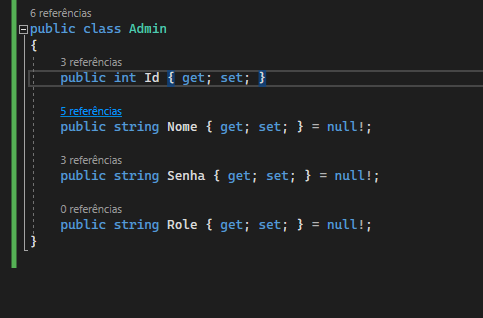 6 referências
public class Admin
{
3 referências
public int Id { get; set; }
5 referências
public string Nome { get; set; } = null!;
3 referências
public string Senha { get; set; } = null!;
0 referências
public string Role { get; set; } = null!;
}